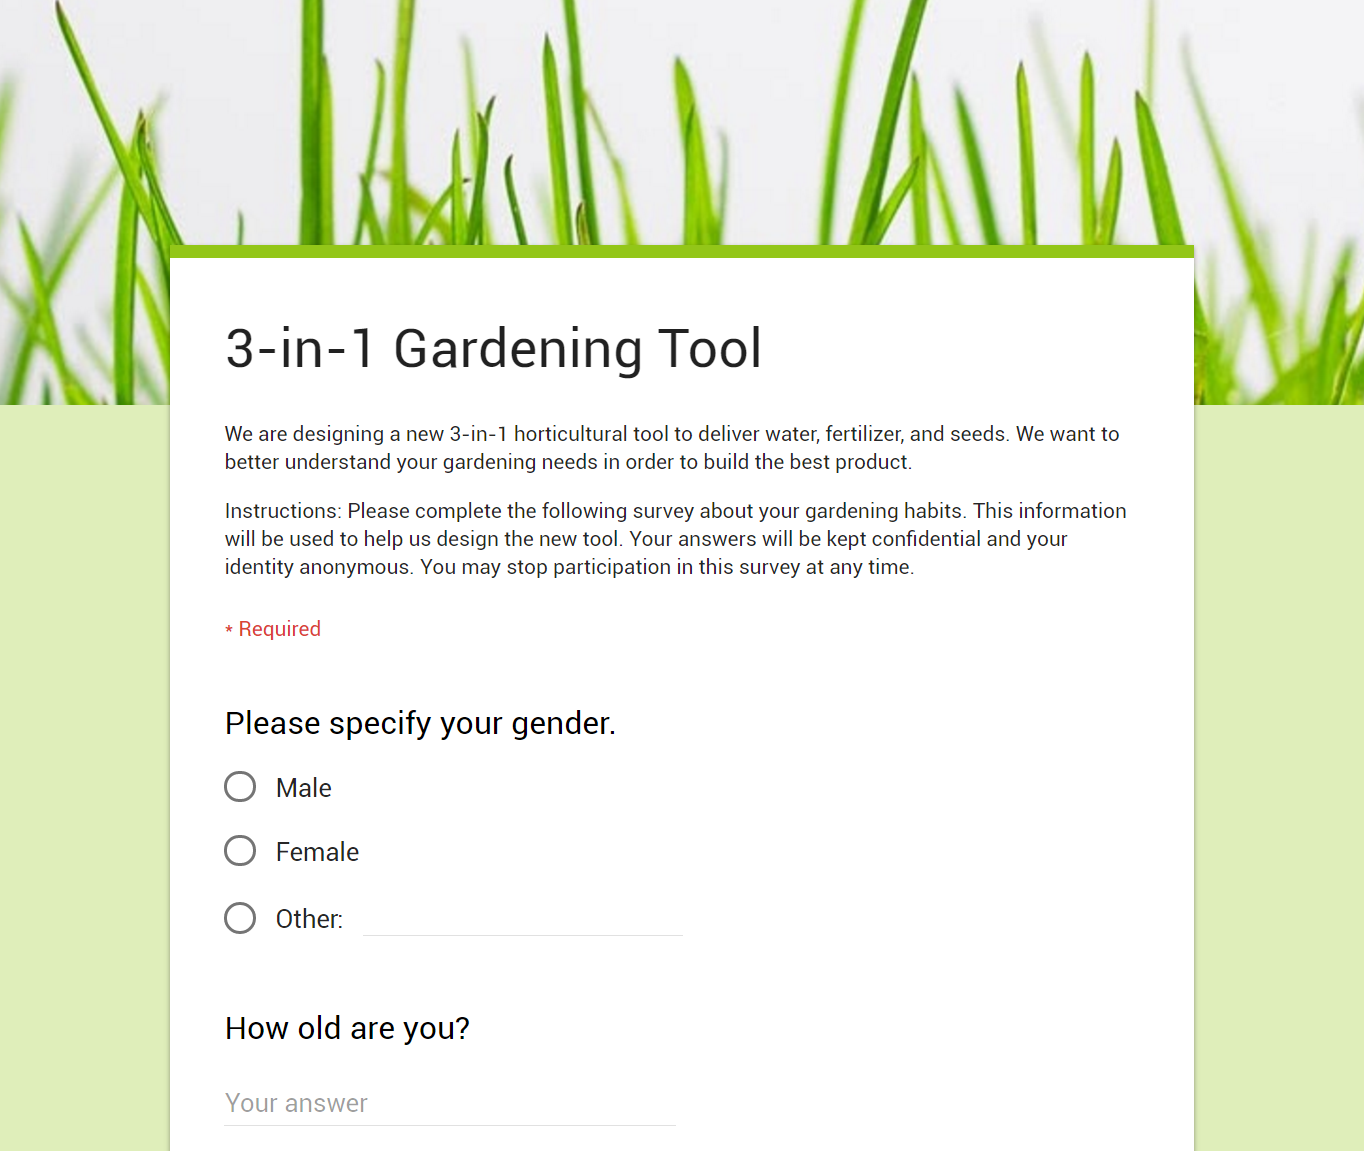 3-in-1 Gardening Tool
We are designing a new 3-in-1 horticultural tool to deliver water, fertilizer, and seeds. We want to
better understand your gardening needs in order to build the best product.
Instructions: Please complete the following survey about your gardening habits. This information
will be used to help us design the new tool. Your answers will be kept confidential and your
identity anonymous. You may stop participation in this survey at any time.
* Required
Please specify your gender.
Male
Female
Other:
How old are you?
Your answer